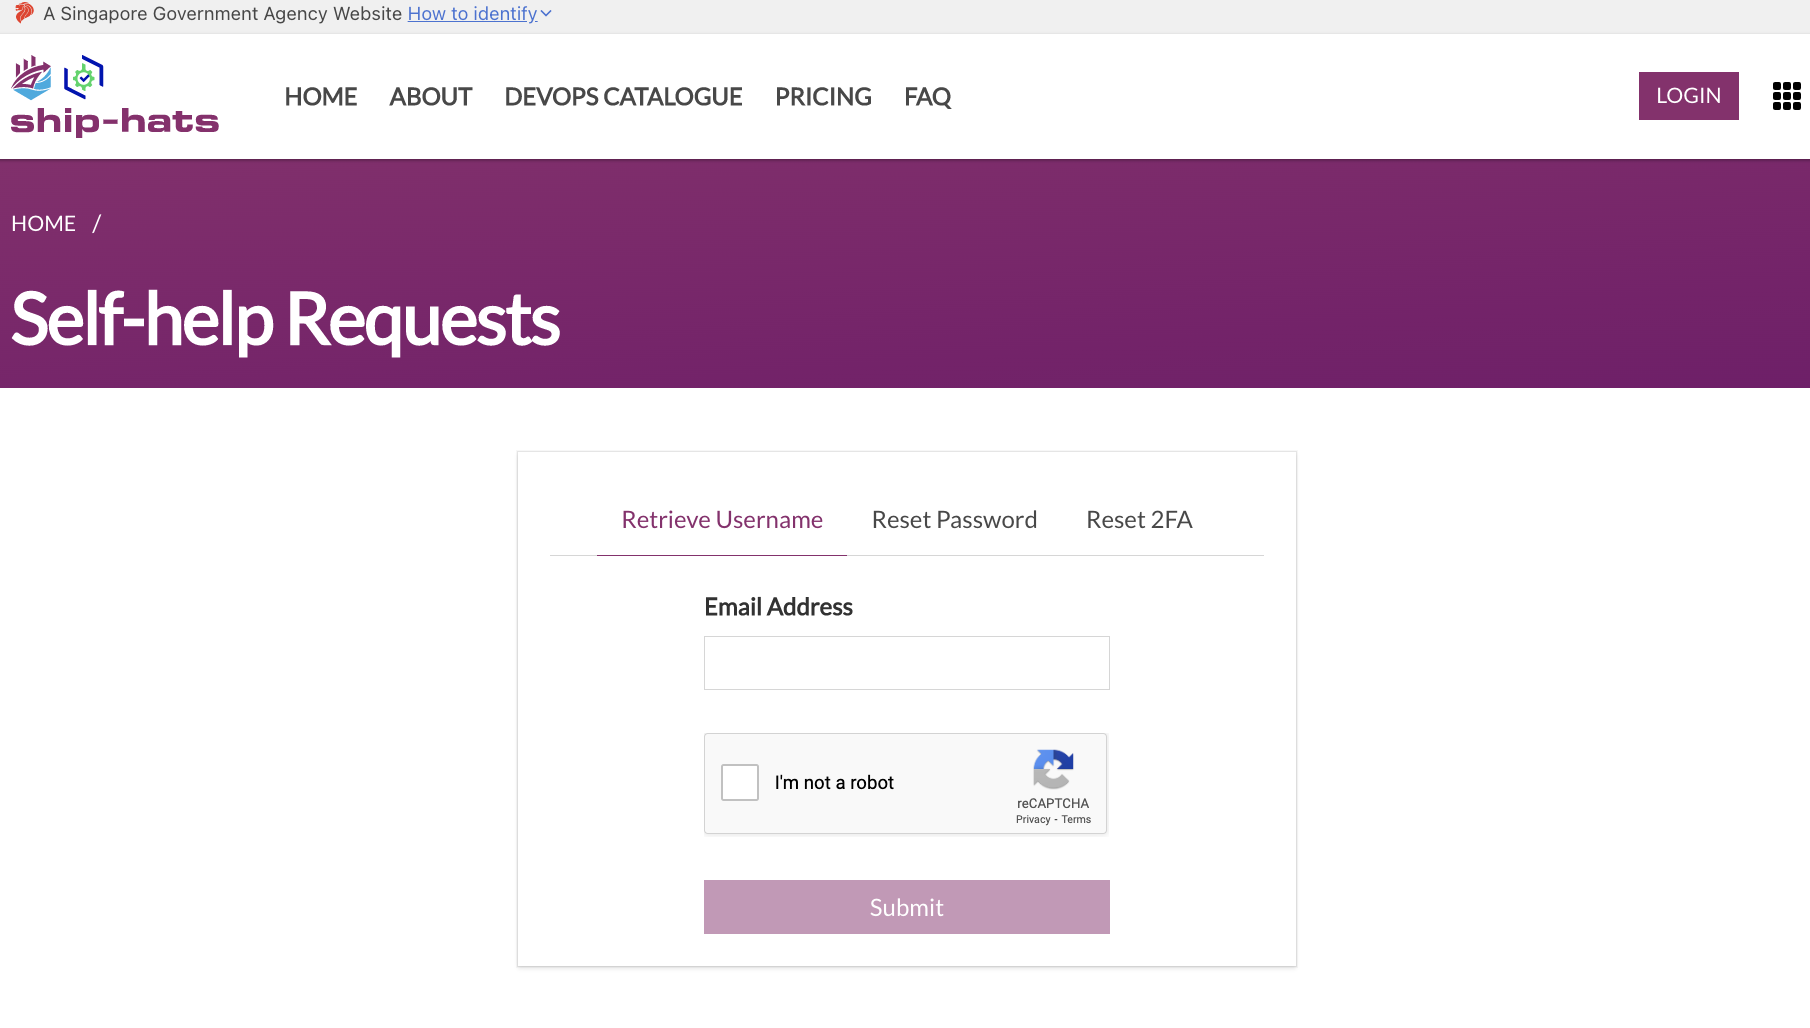 A Singapore Government Agency Website How to identify
ship-hats
HOME ABOUT DEVOPS CATALOGUE PRICING FAQ
LOGIN
HOME /
Self-help Requests
Retrieve Username Reset Password Reset 2FA
Email Address
I'm not a robot
reCAPTCHA
Privacy - Terms
Submit